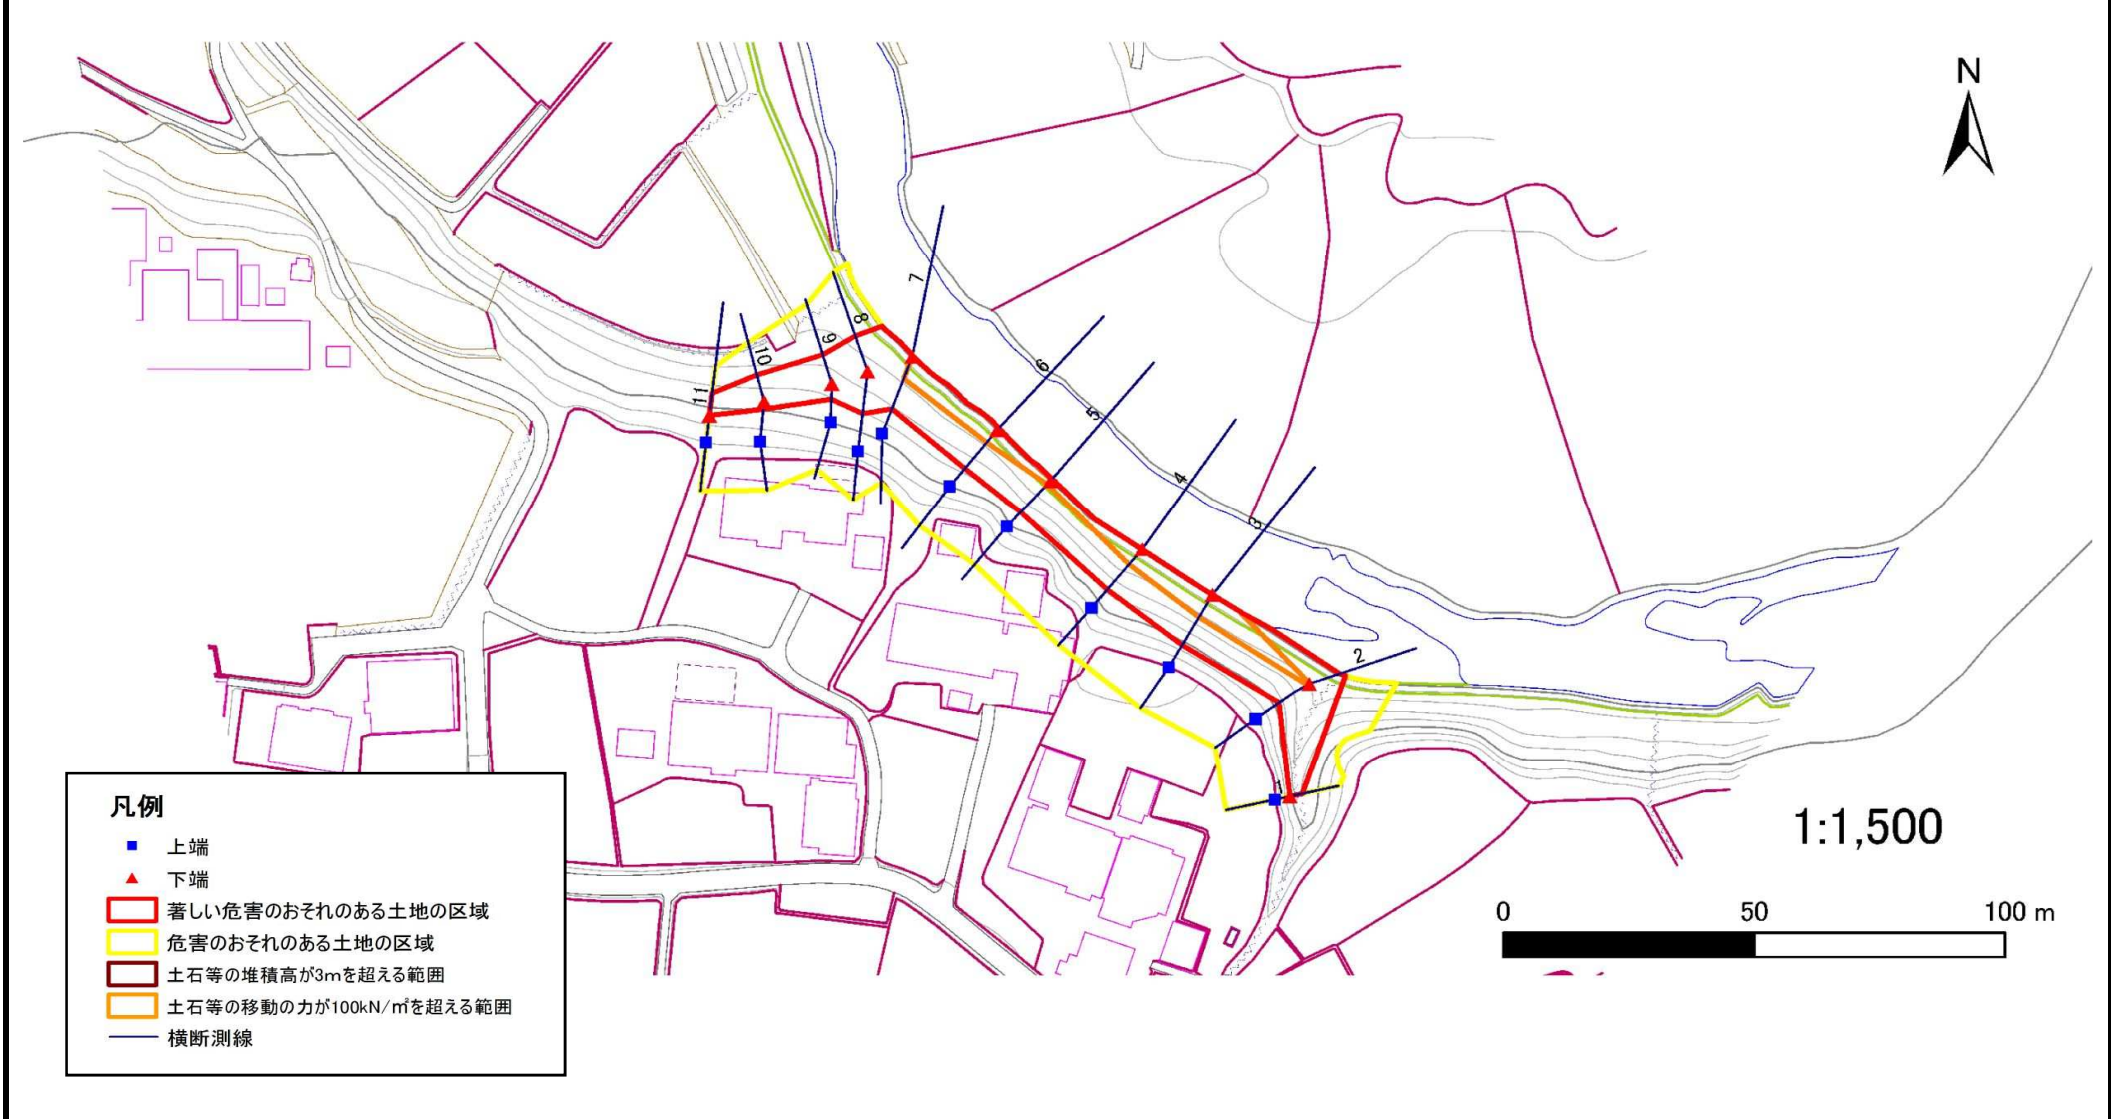 N
7
8
9
10
11
6
5
4
3
2
1
凡例
上端
下端
著しい危害のおそれのある土地の区域
危害のおそれのある土地の区域
土石等の堆積高が3mを超える範囲
土石等の移動の力が100kN/㎡を超える範囲
横断測線
1:1,500
0 50 100 m